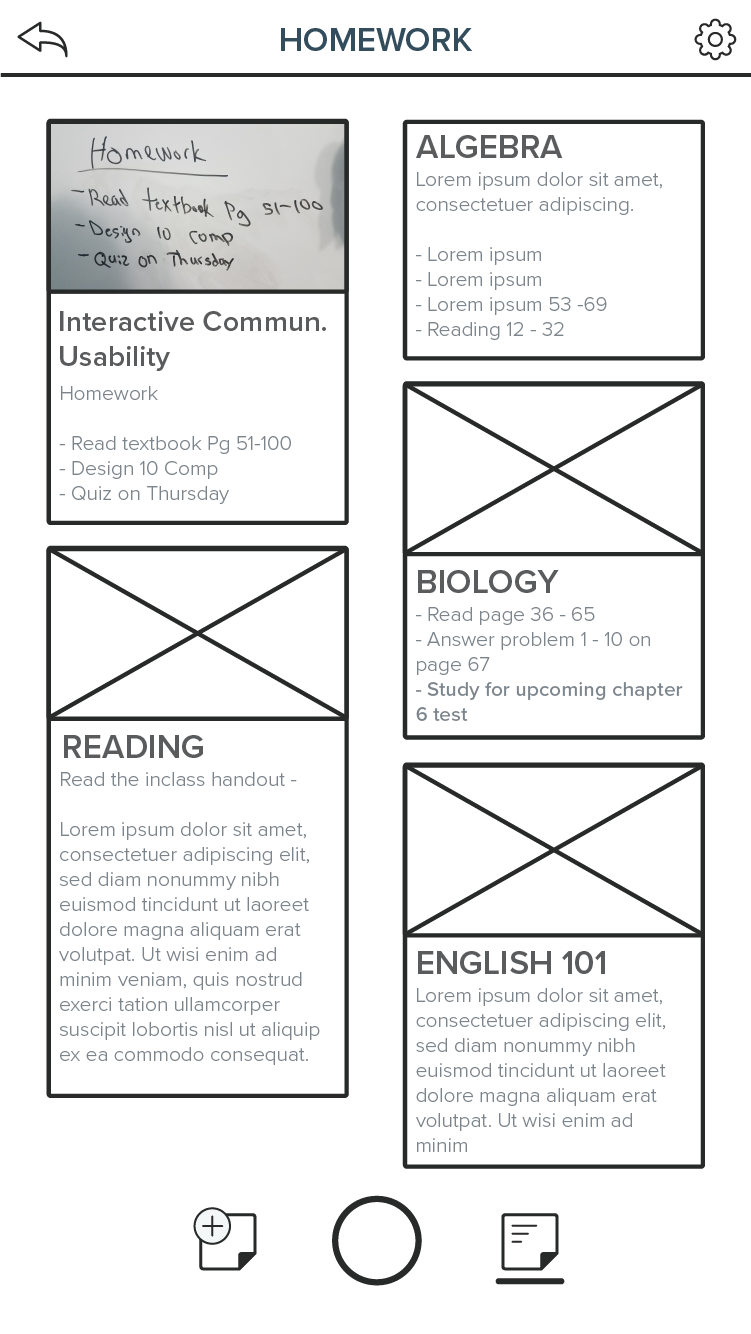 HOMEWORK
Homework
- Read textbook Pg 51-100
- Design 10 Comp
- Quiz on Thursday
Interactive Commun.
Usability
Homework
- Read textbook Pg 51-100
- Design 10 Comp
- Quiz on Thursday
READING
Read the inclass handout -
Lorem ipsum dolor sit amet,
consectetuer adipiscing elit,
sed diam nonummy nibh
euismod tincidunt ut laoreet
dolore magna aliquam erat
volutpat. Ut wisi enim ad
minim veniam, quis nostrud
exerci tation ullamcorper
suscipit lobortis nisl ut aliquip
ex ea commodo consequat.
ALGEBRA
Lorem ipsum dolor sit amet,
consectetuer adipiscing.
- Lorem ipsum
- Lorem ipsum
- Lorem ipsum 53 -69
- Reading 12 - 32
BIOLOGY
- Read page 36 - 65
- Answer problem 1 - 10 on
page 67
- Study for upcoming chapter
6 test
ENGLISH 101
Lorem ipsum dolor sit amet,
consectetuer adipiscing elit,
sed diam nonummy nibh
euismod tincidunt ut laoreet
dolore magna aliquam erat
volutpat. Ut wisi enim ad
minim